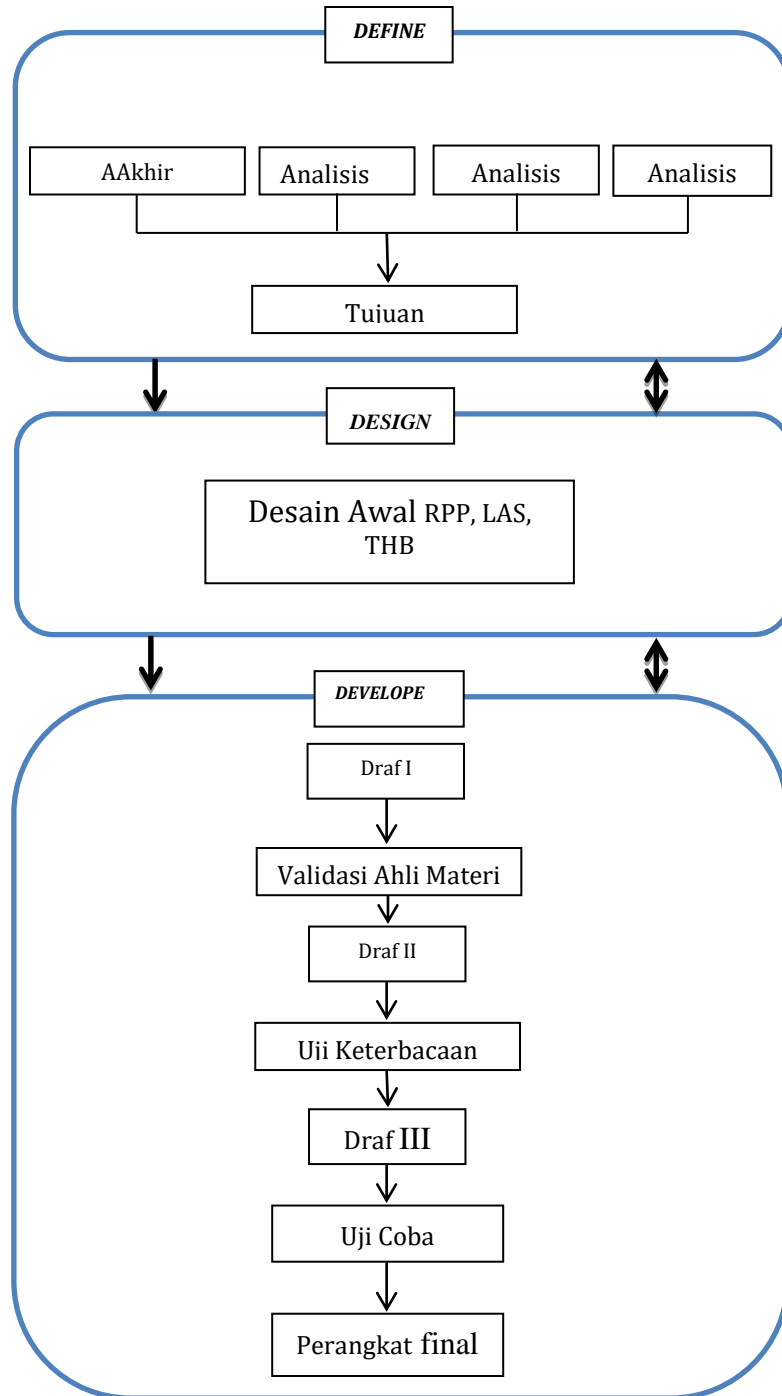 DEFINE
AAkhir
Analisis
Analisis
Analisis
Tujuan
DESIGN
Desain Awal RPP, LAS,
THB
DEVELOPE
Draf I
Validasi Ahli Materi
Draf II
Uji Keterbacaan
Draf III
Uji Coba
Perangkat final